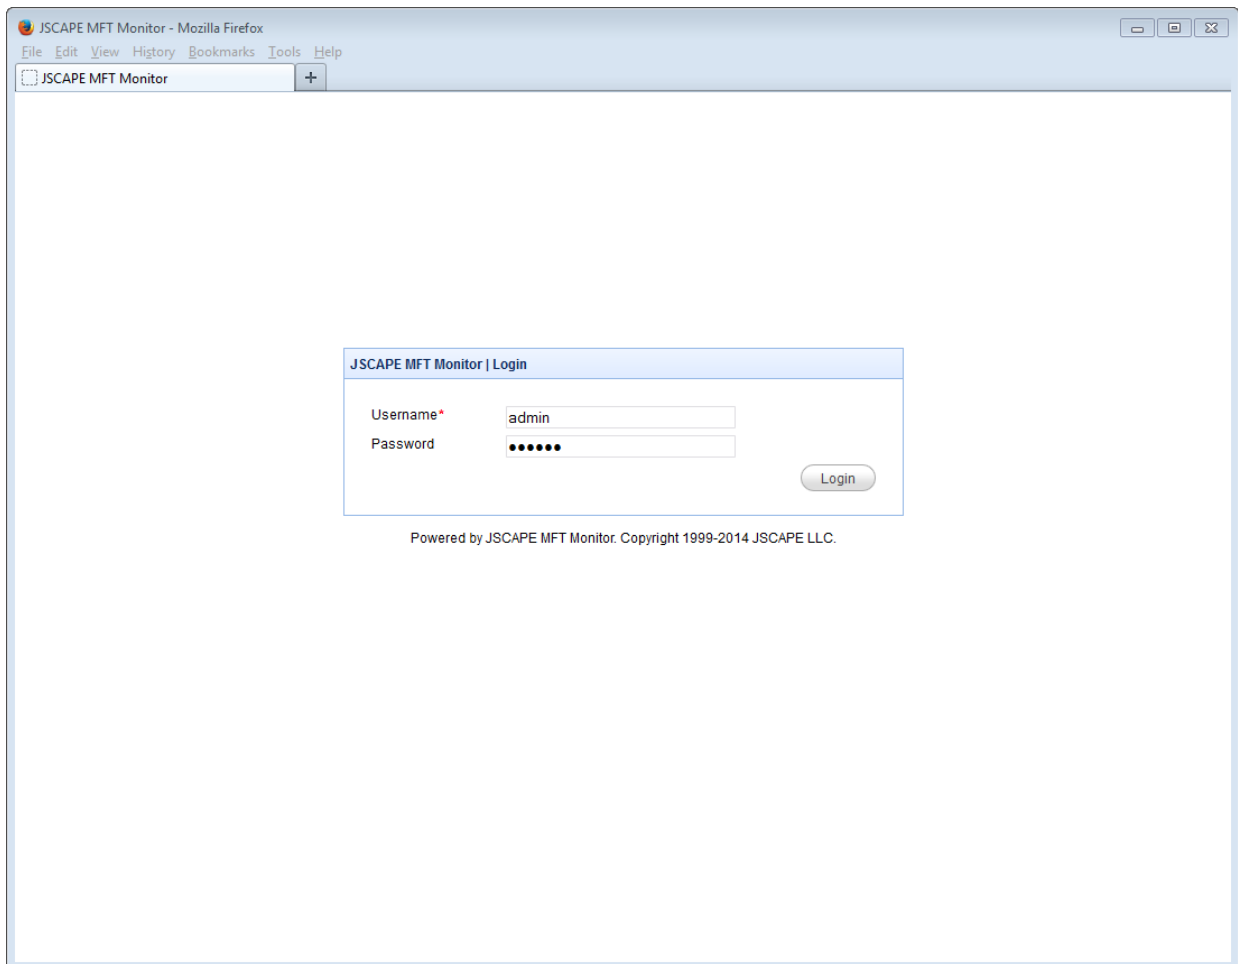 JSCAPE MFT Monitor - Mozilla Firefox
File Edit View History Bookmarks Tools Help
JSCAPE MFT Monitor
JSCAPE MFT Monitor | Login
Username*
admin
Password
••••••
Login
Powered by JSCAPE MFT Monitor. Copyright 1999-2014 JSCAPE LLC.